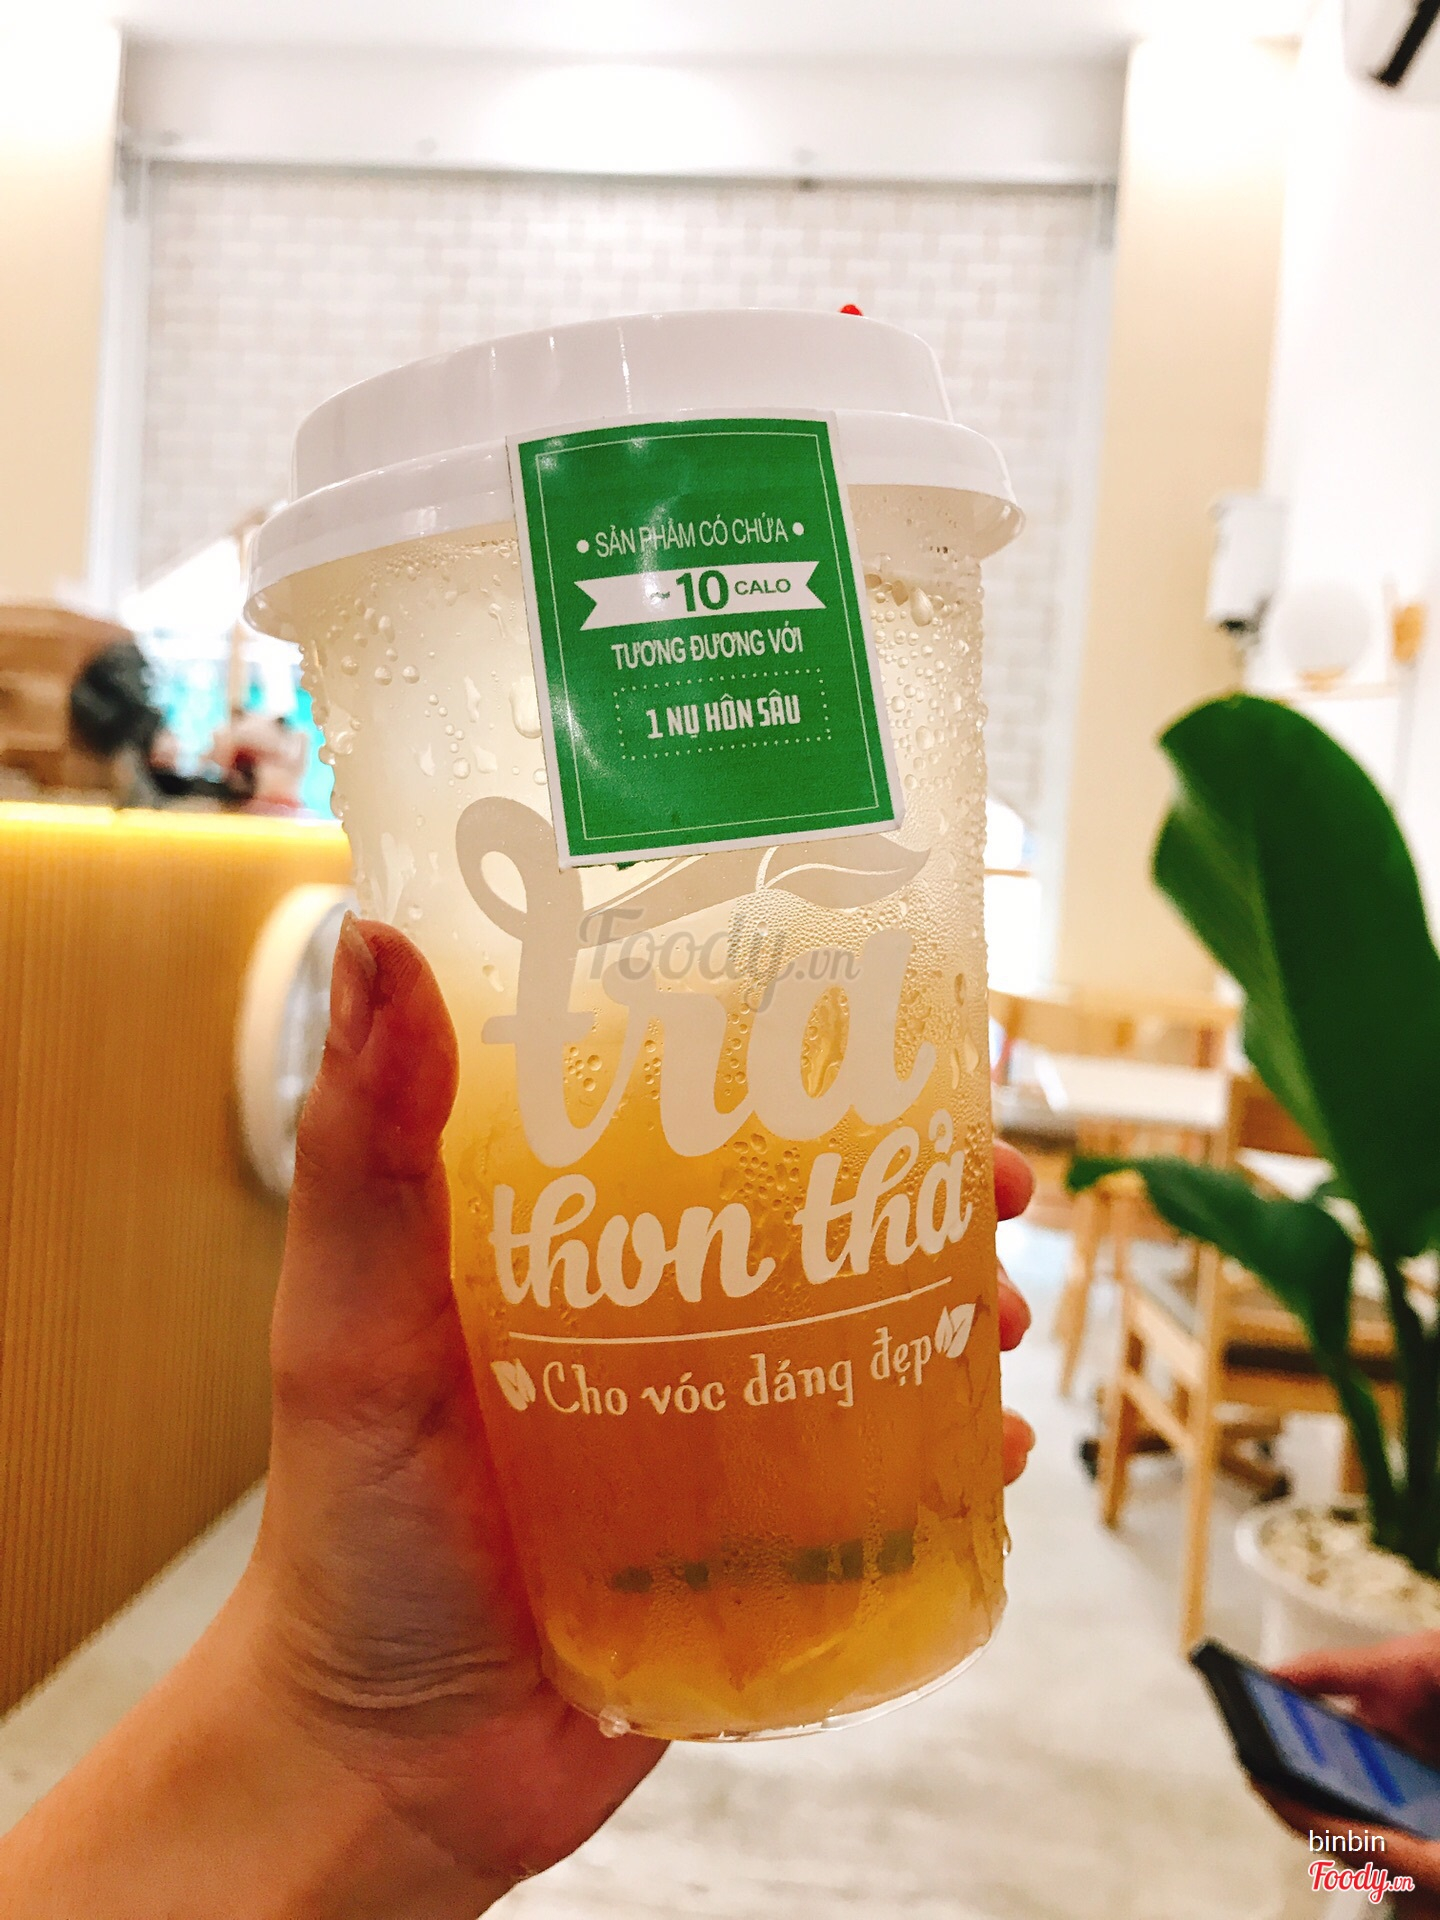 • SẢN PHẨM CÓ CHỨA •
~ 10 CALO
TƯƠNG ĐƯƠNG VỚI
1 NỤ HÔN SÂU
Foody.vn
trà
thon thả
Cho vóc dáng đẹp
binbin
Foody.vn